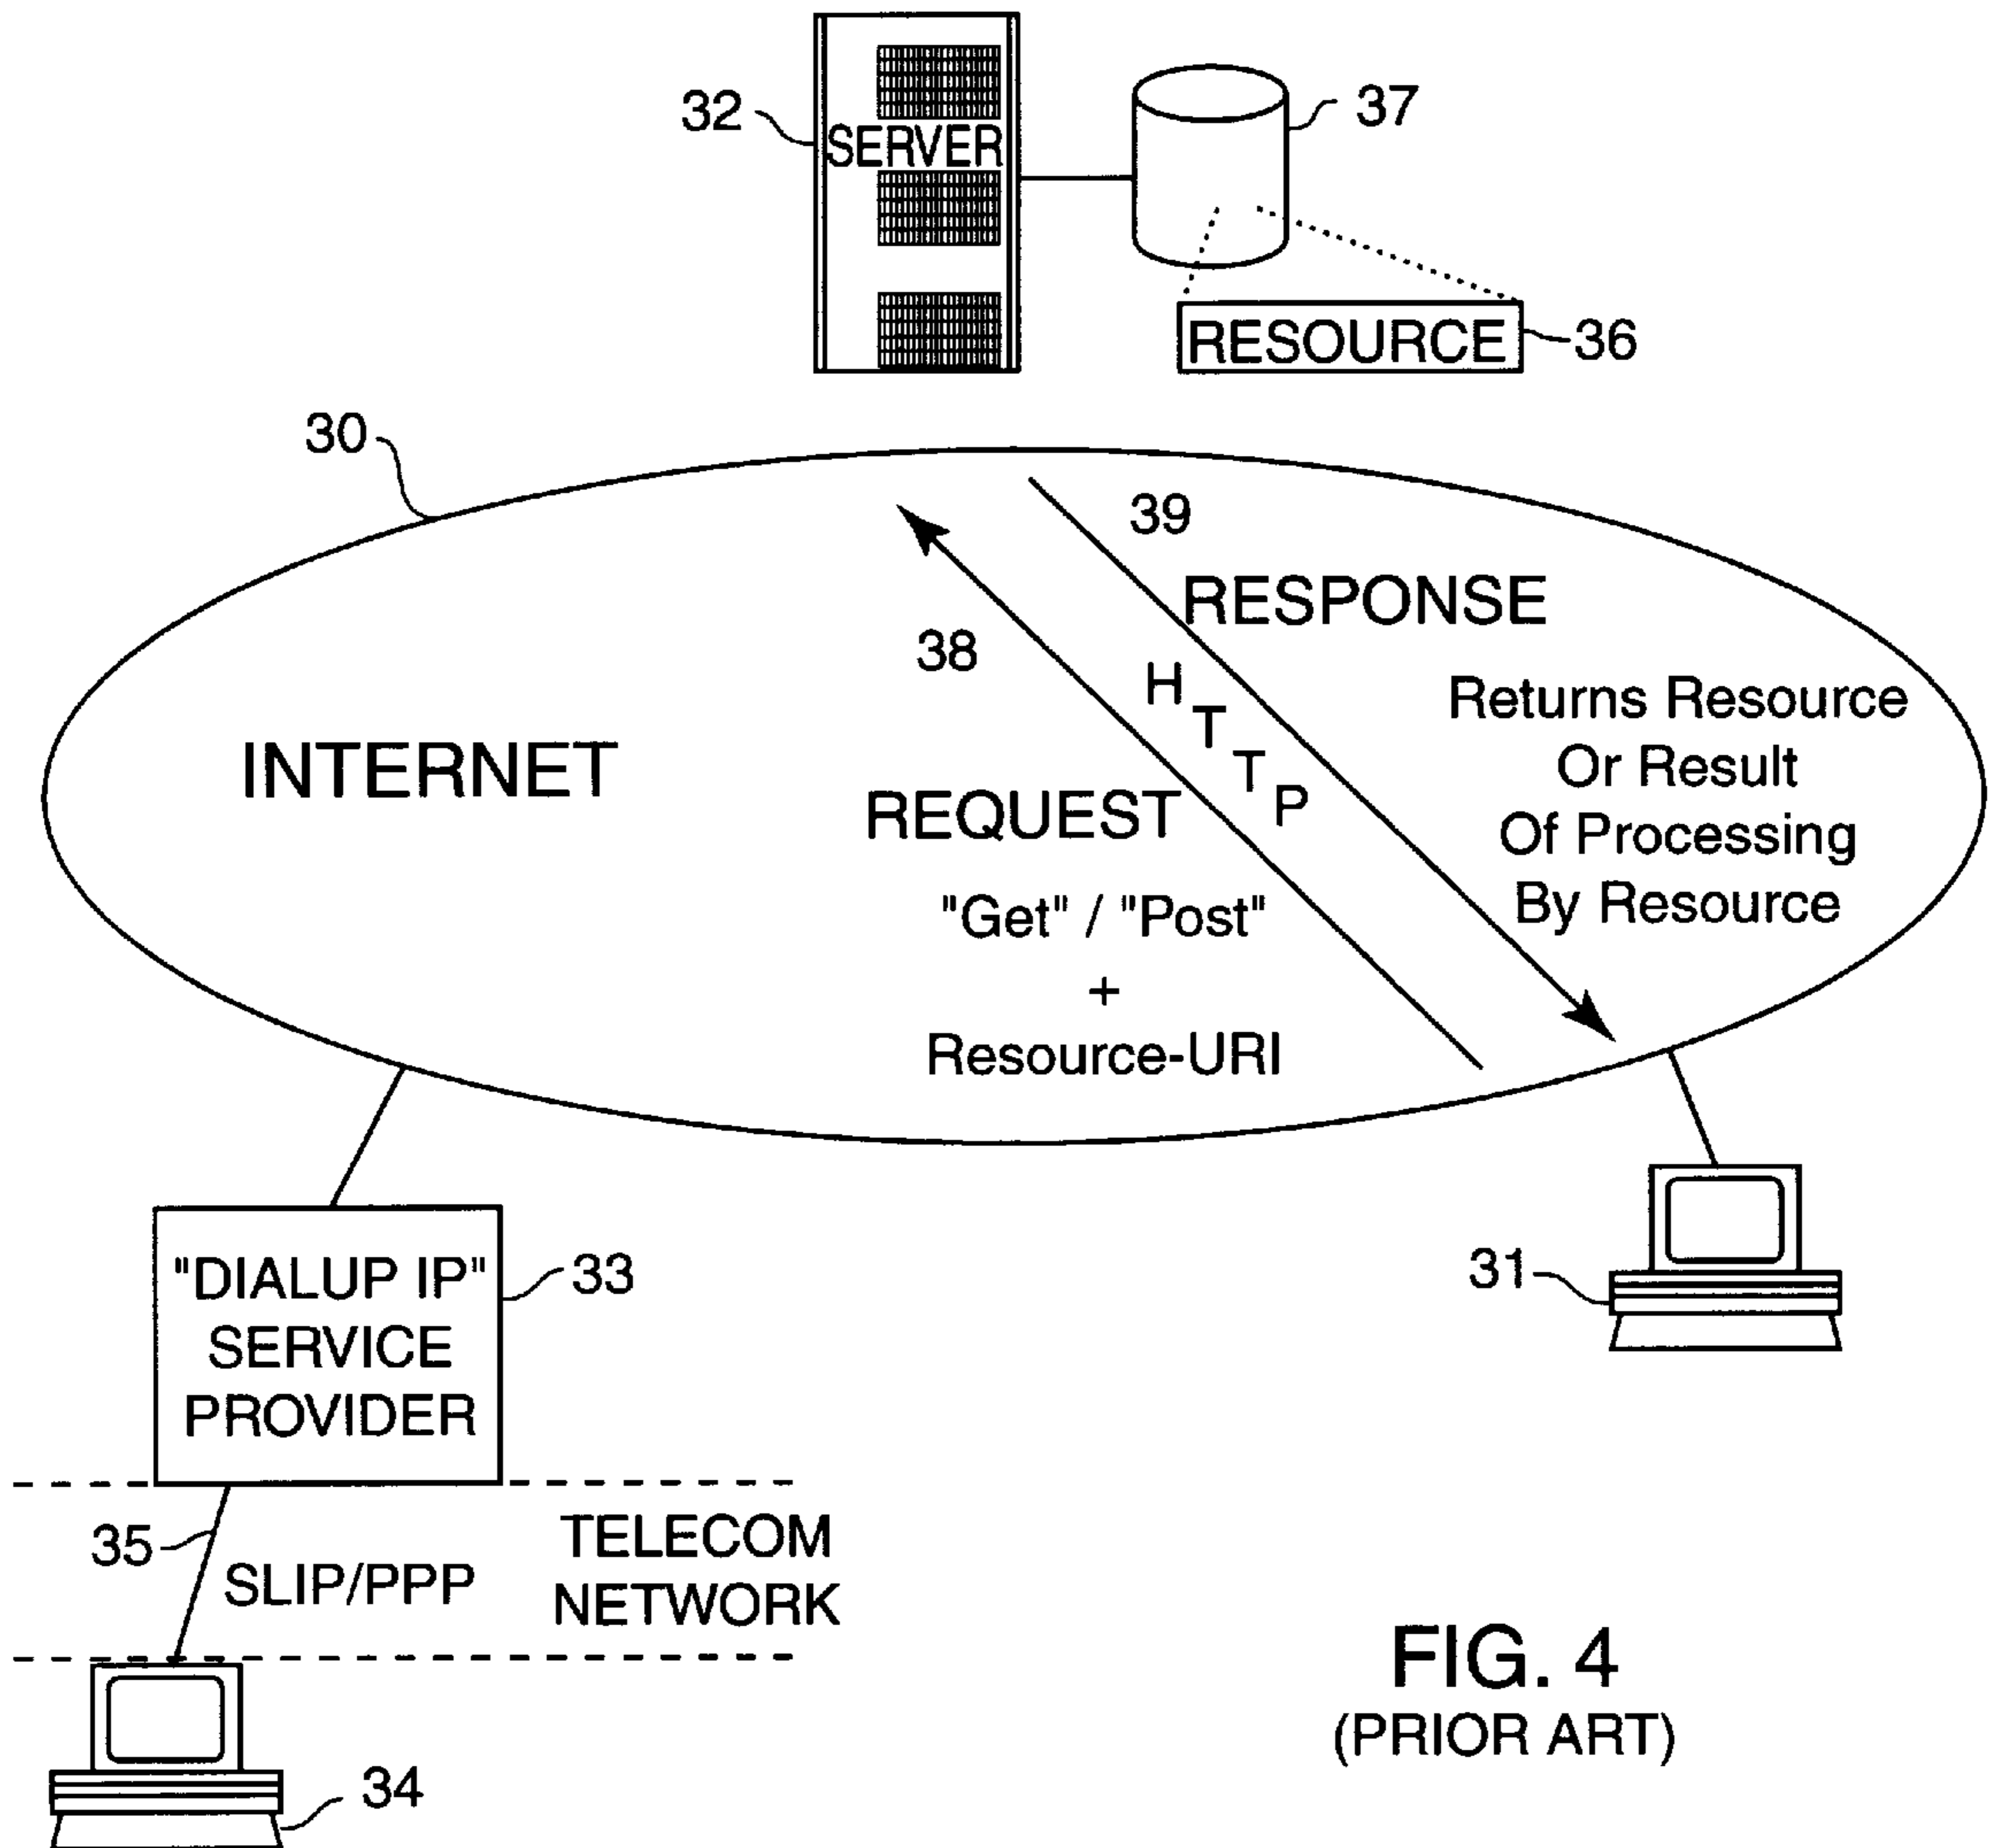 32
SERVER
37
RESOURCE
36
30
39
RESPONSE
38
H
T
T
P
Returns Resource
Or Result
Of Processing
By Resource
INTERNET
REQUEST
"Get" / "Post"
+
Resource-URI
"DIALUP IP"
SERVICE
PROVIDER
33
31
35
SLIP/PPP
TELECOM
NETWORK
34
FIG. 4
(PRIOR ART)